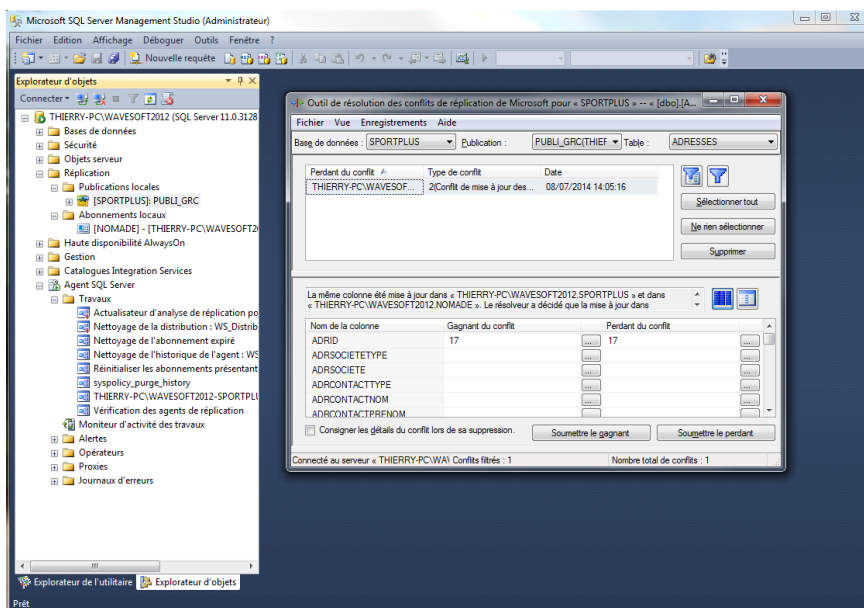 Microsoft SQL Server Management Studio (Administrateur)
Fichier Edition Affichage Déboguer Outils Fenêtre ?
Nouvelle requête
Explorateur d'objets
Connecter
THIERRY-PC\WAVESOFT2012 (SQL Server 11.0.3128
Bases de données
Sécurité
Objets serveur
Réplication
Publications locales
[SPORTPLUS]: PUBLI_GRC
Abonnements locaux
[NOMADE] - [THIERRY-PC\WAVESOFT2
Haute disponibilité AlwaysOn
Gestion
Catalogues Integration Services
Agent SQL Server
Travaux
Actualisateur d'analyse de réplication po
Nettoyage de la distribution : WS_Distrib
Nettoyage de l'abonnement expiré
Nettoyage de l'historique de l'agent : WS
Réinitialiser les abonnements présentant
syspolicy_purge_history
THIERRY-PC\WAVESOFT2012-SPORTPL
Vérification des agents de réplication
Moniteur d'activité des travaux
Alertes
Opérateurs
Proxies
Journaux d'erreurs
Explorateur de l'utilitaire Explorateur d'objets
Prêt
Outil de résolution des conflits de réplication de Microsoft pour « SPORTPLUS » -- « [dbo].[A...
Fichier Vue Enregistrements Aide
Base de données : SPORTPLUS Publication : PUBLI_GRC(THIEF Table : ADRESSES
Perdant du conflit Type de conflit Date
THIERRY-PC\WAVESOF... 2(Conflit de mise à jour des... 08/07/2014 14:05:16
Sélectionner tout
Ne rien sélectionner
Supprimer
La même colonne été mise à jour dans « THIERRY-PC\WAVESOFT2012.SPORTPLUS » et dans
« THIERRY-PC\WAVESOFT2012.NOMADE ». Le résolveur a décidé que la mise à jour dans
Nom de la colonne Gagnant du conflit Perdant du conflit
ADRID 17 ... 17 ...
ADRSOCIETETYPE ... ...
ADRSOCIETE ... ...
ADRCONTACTTYPE ... ...
ADRCONTACTNOM ... ...
ADRCONTACTPRENOM
Consigner les détails du conflit lors de sa suppression. Soumettre le gagnant Soumettre le perdant
Connecté au serveur « THIERRY-PC\WA\ Conflits filtrés : 1 Nombre total de conflits : 1